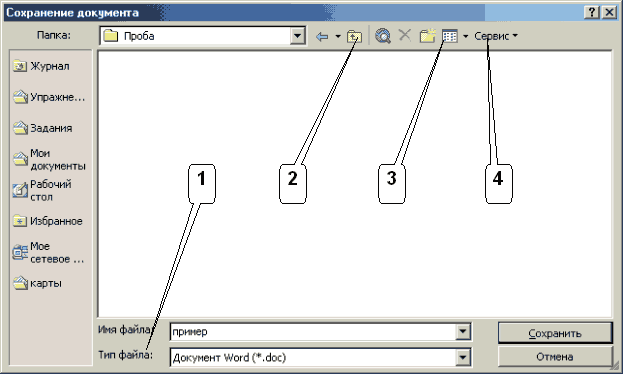 Сохранение документа
Папка: Проба Сервис
Журнал
Упражне...
Задания
Мои
документы
Рабочий
стол
Избранное
Мое
сетевое ...
карты
1 2 3 4
Имя файла: пример Сохранить
Тип файла: Документ Word (*.doc) Отмена